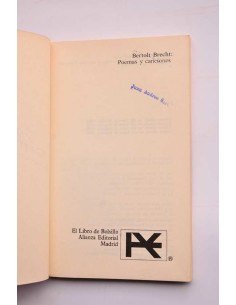 Bertolt Brecht:
Poemas y canciones
El Libro de Bolsillo
Alianza Editorial
Madrid